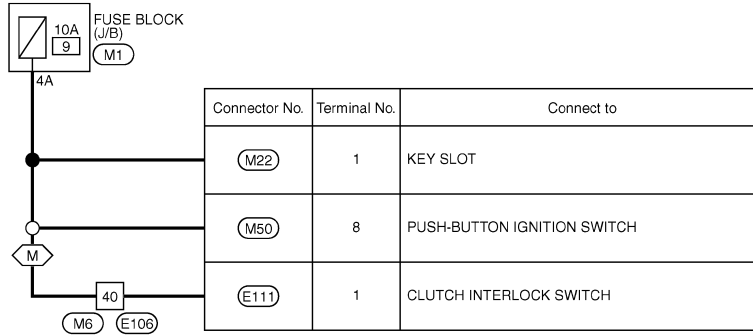 FUSE BLOCK
10A
(J/B)
9
M1
4A
Connector No. Terminal No. Connect to
M22 1 KEY SLOT
M50 8 PUSH-BUTTON IGNITION SWITCH
M
40 E111 1 CLUTCH INTERLOCK SWITCH
M6 E106